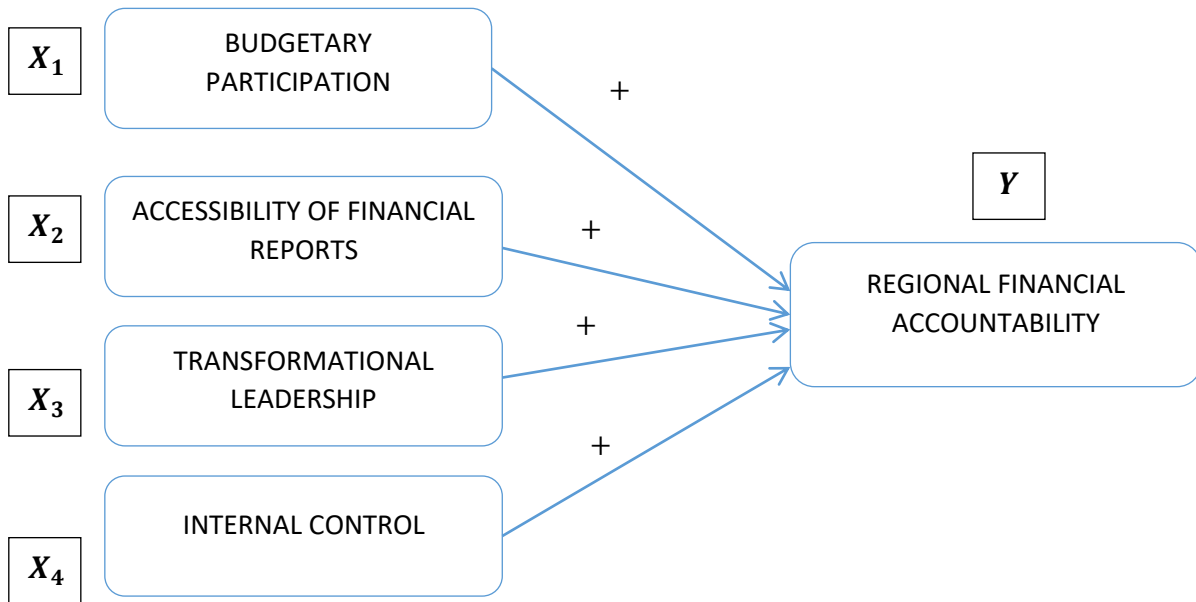 X₁
BUDGETARY
PARTICIPATION
+
X₂
ACCESSIBILITY OF FINANCIAL
REPORTS
+
X₃
TRANSFORMATIONAL
LEADERSHIP
+
X₄
INTERNAL CONTROL
+
Y
REGIONAL FINANCIAL
ACCOUNTABILITY